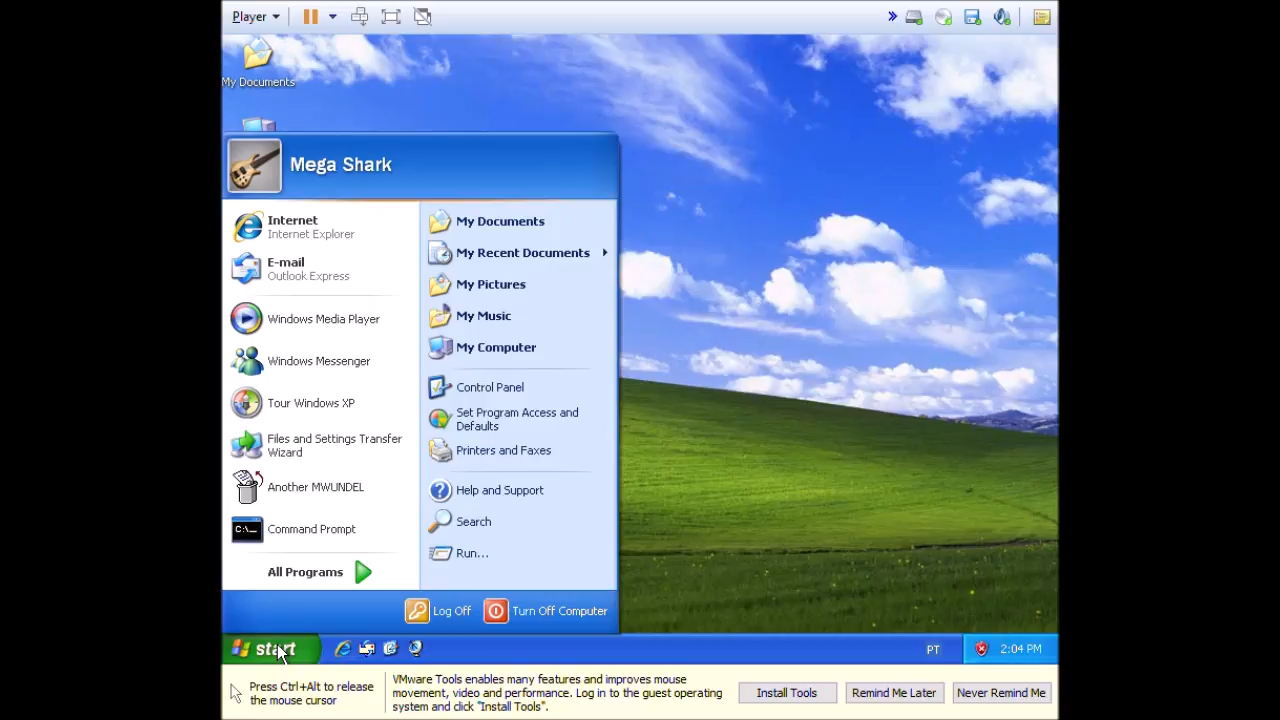 Player
My Documents
Mega Shark
Internet
Internet Explorer
E-mail
Outlook Express
Windows Media Player
Windows Messenger
Tour Windows XP
Files and Settings Transfer
Wizard
Another MWUNDEL
Command Prompt
All Programs
My Documents
My Recent Documents
My Pictures
My Music
My Computer
Control Panel
Set Program Access and
Defaults
Printers and Faxes
Help and Support
Search
Run...
Log Off
Turn Off Computer
start
PT
2:04 PM
Press Ctrl+Alt to release
the mouse cursor
VMware Tools enables many features and improves mouse
movement, video and performance. Log in to the guest operating
system and click "Install Tools".
Install Tools
Remind Me Later
Never Remind Me